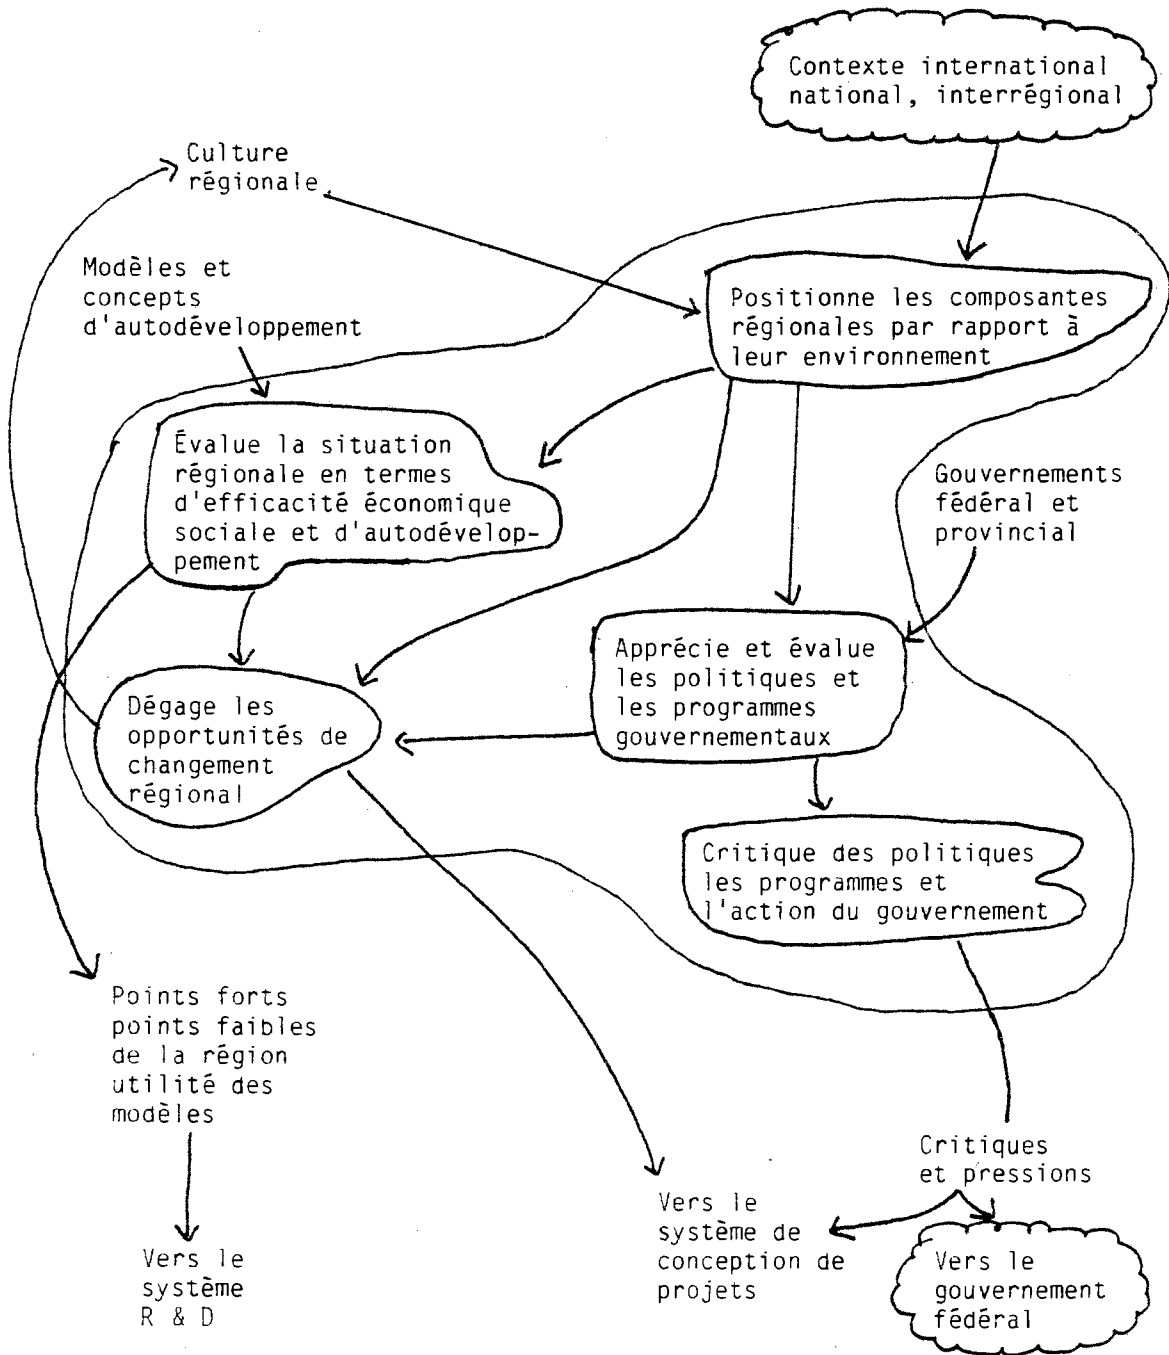 Contexte international
national, interrégional
Culture
régionale
Modèles et
concepts
d'autodéveloppement
Positionne les composantes
régionales par rapport à
leur environnement
Évalue la situation
régionale en termes
d'efficacité économique
sociale et d'autodévelop-
pement
Gouvernements
fédéral et
provincial
Apprécie et évalue
les politiques et
les programmes
gouvernementaux
Dégage les
opportunités de
changement
régional
Critique des politiques
les programmes et
l'action du gouvernement
Points forts
points faibles
de la région
utilité des
modèles
Critiques
et pressions
Vers le
système de
conception de
projets
Vers le
gouvernement
fédéral
Vers le
système
R & D